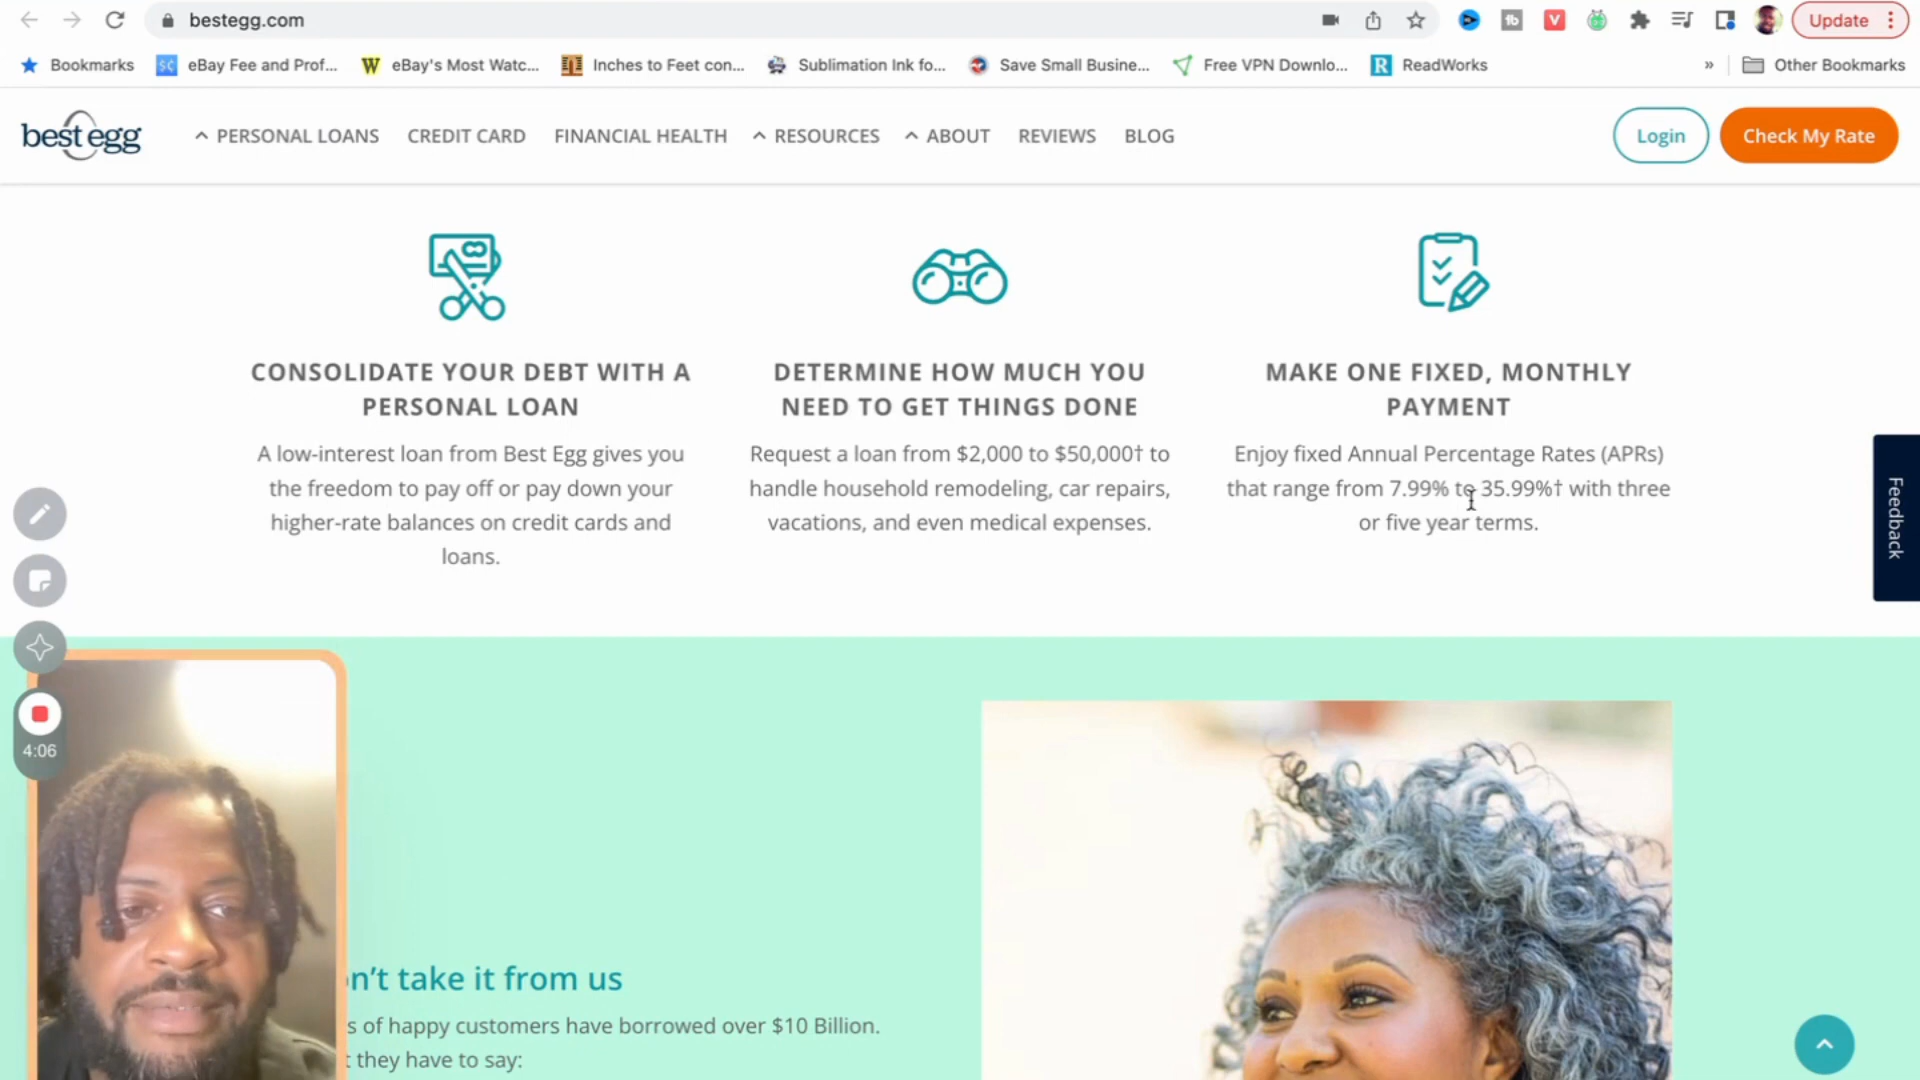 bestegg.com
Update
Bookmarks
eBay Fee and Prof...
eBay's Most Watc...
Inches to Feet con...
Sublimation Ink fo...
Save Small Busine...
Free VPN Downlo...
ReadWorks
»
Other Bookmarks
best egg
PERSONAL LOANS
CREDIT CARD
FINANCIAL HEALTH
RESOURCES
ABOUT
REVIEWS
BLOG
Login
Check My Rate
CONSOLIDATE YOUR DEBT WITH A
PERSONAL LOAN
A low-interest loan from Best Egg gives you
the freedom to pay off or pay down your
higher-rate balances on credit cards and
loans.
DETERMINE HOW MUCH YOU
NEED TO GET THINGS DONE
Request a loan from $2,000 to $50,000† to
handle household remodeling, car repairs,
vacations, and even medical expenses.
MAKE ONE FIXED, MONTHLY
PAYMENT
Enjoy fixed Annual Percentage Rates (APRs)
that range from 7.99% to 35.99%† with three
or five year terms.
Feedback
4:06
n't take it from us
s of happy customers have borrowed over $10 Billion.
t they have to say: